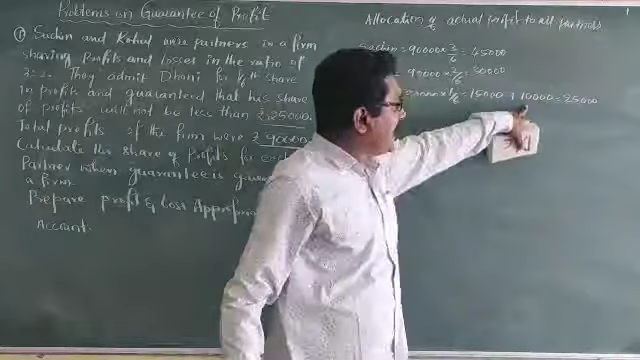 Problems on Guarantee of Profit
① Sachin and Rahul were partners in a firm
sharing profits and losses in the ratio of
3:2. They admit Dhoni for 1/6th share
in profits and guaranteed that his share
of profits will not be less than ₹25000.
Total profits of the firm were ₹90000.
Calculate the share of profits for each
Partner when guarantee is given
a firm
Prepare profit & Loss Appropria
Account.
Allocation of actual profit to all partners
Sachin = 90000 × 3/6 = 45000
= 90000 × 2/6 = 30000
90000 × 1/6 = 15000 + 10000 = 25000